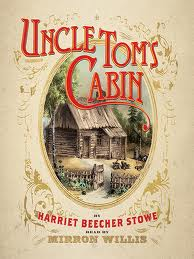 UNCLE TOM'S
CABIN
BY
HARRIET BEECHER STOWE
READ BY
MIRRON WILLIS